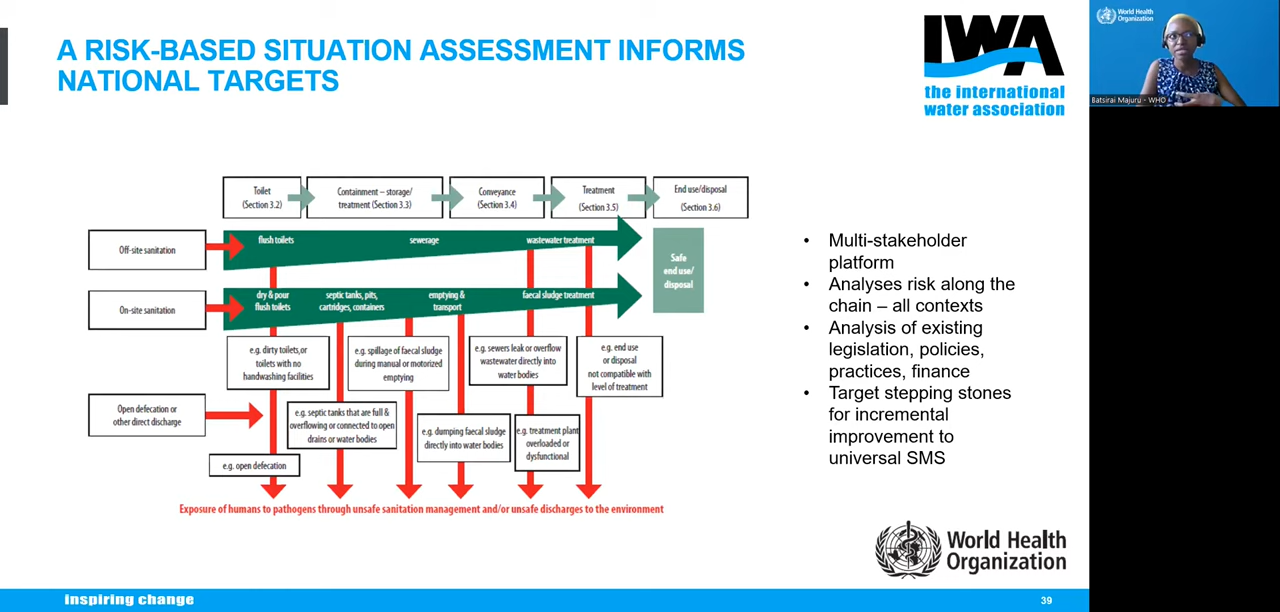 A RISK-BASED SITUATION ASSESSMENT INFORMS
NATIONAL TARGETS
IWA
the international
water association
World Health
Organization
Batsirai Majuru - WHO
Toilet
(Section 3.2)
Containment – storage/
treatment (Section 3.3)
Conveyance
(Section 3.4)
Treatment
(Section 3.5)
End use/disposal
(Section 3.6)
Off-site sanitation
flush toilets
sewerage
wastewater treatment
Safe
end use/
disposal
On-site sanitation
dry & pour
flush toilets
septic tanks, pits,
cartridges, containers
emptying &
transport
faecal sludge treatment
e.g. dirty toilets,or
toilets with no
handwashing facilities
e.g. spillage of faecal sludge
during manual or motorized
emptying
e.g. sewers leak or overflow
wastewater directly into
water bodies
e.g. end use
or disposal
not compatible with
level of treatment
Open defecation or
other direct discharge
e.g. septic tanks that are full &
overflowing or connected to open
drains or water bodies
e.g. dumping faecal sludge
directly into water bodies
e.g. treatment plant
overloaded or
dysfunctional
e.g. open defecation
Exposure of humans to pathogens through unsafe sanitation management and/or unsafe discharges to the environment
• Multi-stakeholder
platform
• Analyses risk along the
chain – all contexts
• Analysis of existing
legislation, policies,
practices, finance
• Target stepping stones
for incremental
improvement to
universal SMS
World Health
Organization
inspiring change
39